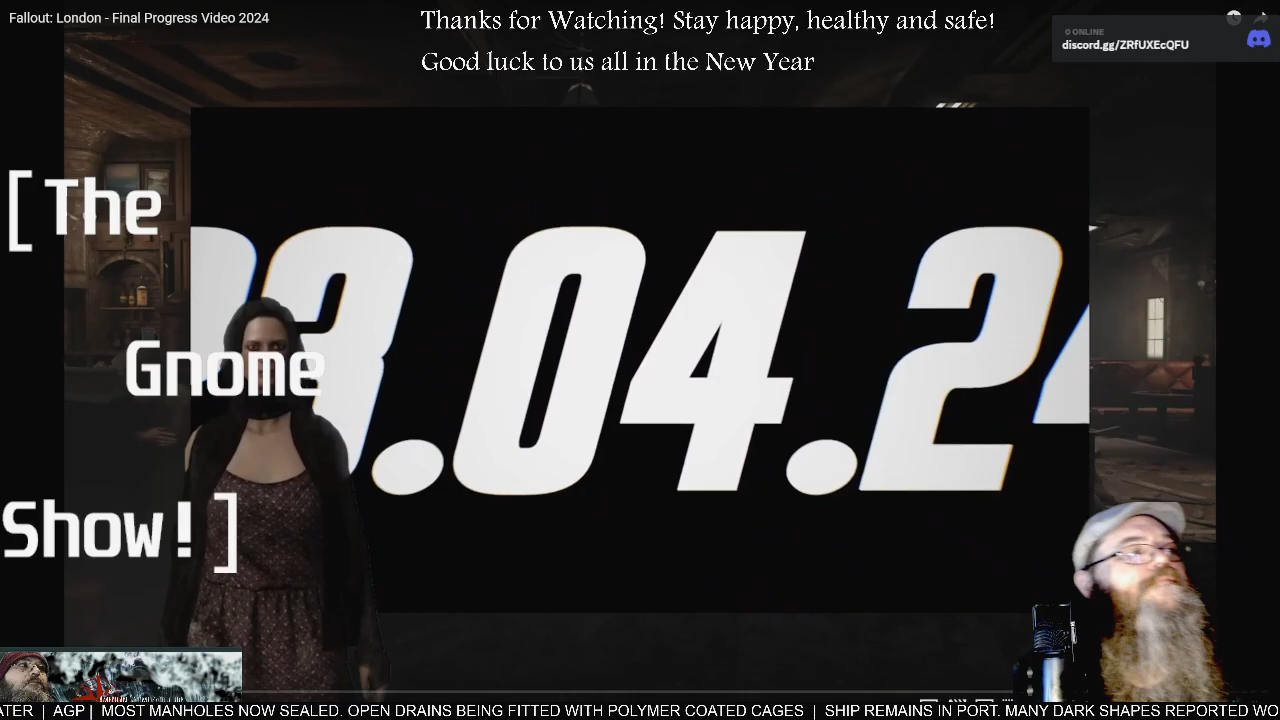 Fallout: London - Final Progress Video 2024
Thanks for Watching! Stay happy, healthy and safe!
Good luck to us all in the New Year
0 ONLINE
discord.gg/ZRfUXEcQFU
[The
Gnome
Show! ]
3.04.24
ATER | AGP | MOST MANHOLES NOW SEALED. OPEN DRAINS BEING FITTED WITH POLYMER COATED CAGES | SHIP REMAINS IN PORT. MANY DARK SHAPES REPORTED WO